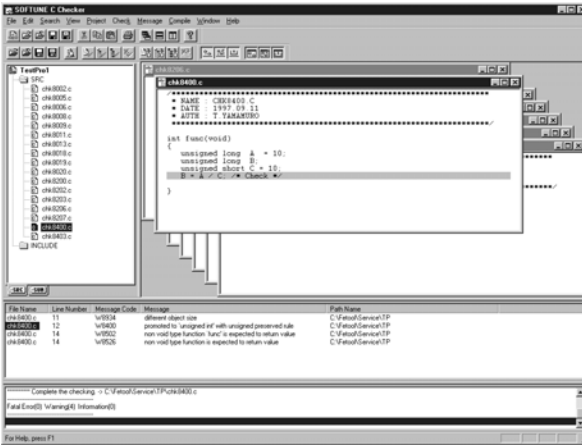 SOFTUNE C Checker
File Edit Search View Project Check Message Compile Window Help
TestPro1
SRC
chk8002.c
chk8005.c
chk8006.c
chk8008.c
chk8009.c
chk8011.c
chk8013.c
chk8018.c
chk8019.c
chk8020.c
chk8200.c
chk8202.c
chk8203.c
chk8206.c
chk8207.c
chk8400.c
chk8403.c
INCLUDE
SRC
chk8206.c
chk8400.c
/**************************************************
* NAME : CHK8400.C
* DATE : 1997.09.11
* AUTH : T.YAMAMURO
**************************************************/
int func(void)
{
unsigned long A = 10;
unsigned long B;
unsigned short C = 10;
B = A / C; /* Check */
}
File Name Line Number Message Code Message Path Name
chk8400.c 11 W8934 different object size C:\Fetool\Service\TP
chk8400.c 12 W8400 promoted to 'unsigned int' with unsigned preserved rule C:\Fetool\Service\TP
chk8400.c 14 W8502 non void type function 'func' is expected to return value C:\Fetool\Service\TP
chk8400.c 14 W8526 non void type function is expected to return value C:\Fetool\Service\TP
Complete the checking. -> C:\Fetool\Service\TP\chk8400.c
Fatal Error(0) Warning(4) Information(0)
For Help, press F1